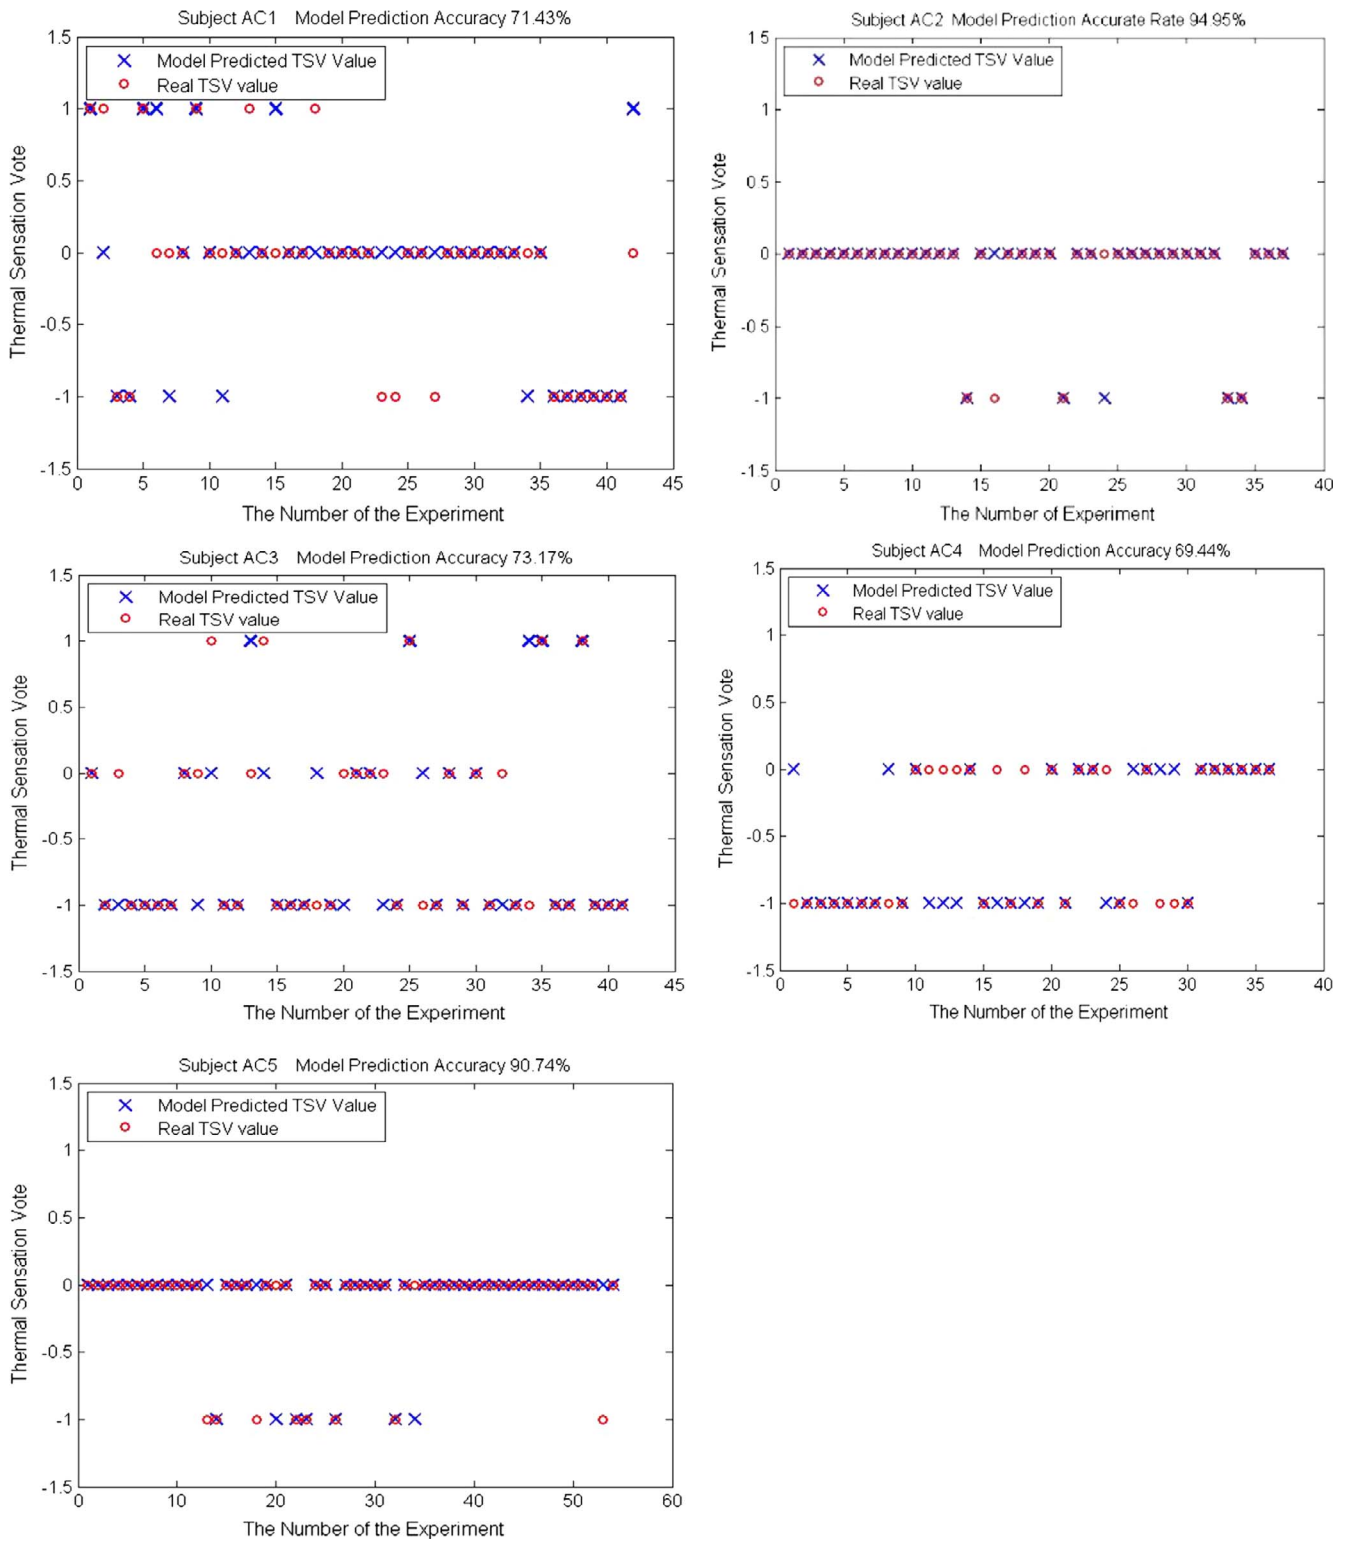 Subject AC1 Model Prediction Accuracy 71.43%
Model Predicted TSV Value
Real TSV value
Thermal Sensation Vote
1.5
1
0.5
0
-0.5
-1
-1.5
0 5 10 15 20 25 30 35 40 45
The Number of the Experiment
Subject AC2 Model Prediction Accurate Rate 94.95%
Model Predicted TSV Value
Real TSV value
Thermal Sensation Vote
1.5
1
0.5
0
-0.5
-1
-1.5
0 5 10 15 20 25 30 35 40
The Number of Experiment
Subject AC3 Model Prediction Accuracy 73.17%
Model Predicted TSV Value
Real TSV value
Thermal Sensation Vote
1.5
1
0.5
0
-0.5
-1
-1.5
0 5 10 15 20 25 30 35 40 45
The Number of the Experiment
Subject AC4 Model Prediction Accuracy 69.44%
Model Predicted TSV Value
Real TSV value
Thermal Sensation Vote
1.5
1
0.5
0
-0.5
-1
-1.5
0 5 10 15 20 25 30 35 40
The Number of the Experiment
Subject AC5 Model Prediction Accuracy 90.74%
Model Predicted TSV Value
Real TSV value
Thermal Sensation Vote
1.5
1
0.5
0
-0.5
-1
-1.5
0 10 20 30 40 50 60
The Number of the Experiment